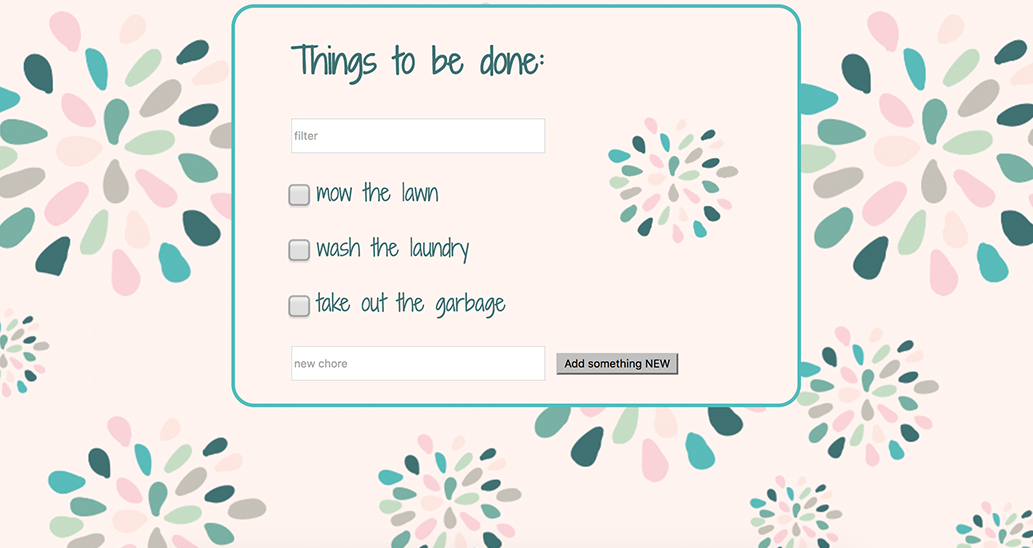 Things to be done:
filter
mow the lawn
wash the laundry
take out the garbage
new chore
Add something NEW